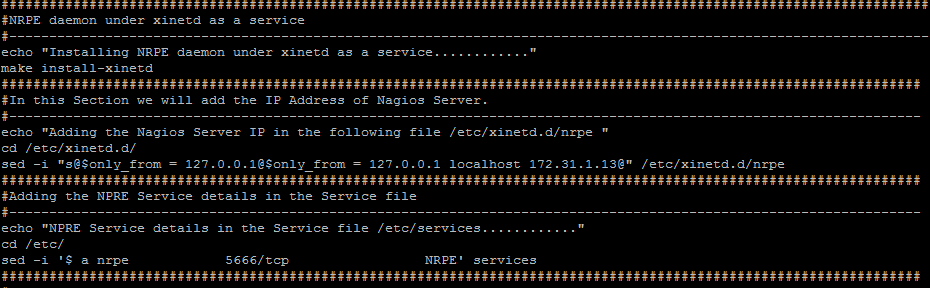 ####################################################################################################################
#NRPE daemon under xinetd as a service
#-------------------------------------------------------------------------------------------------------------------
echo "Installing NRPE daemon under xinetd as a service............"
make install-xinetd
###################################################################################################################
#In this Section we will add the IP Address of Nagios Server.
#------------------------------------------------------------------------------------------------------------------
echo "Adding the Nagios Server IP in the following file /etc/xinetd.d/nrpe "
cd /etc/xinetd.d/
sed -i "s@$only_from = 127.0.0.1@$only_from = 127.0.0.1 localhost 172.31.1.13@" /etc/xinetd.d/nrpe
###################################################################################################################
#Adding the NPRE Service details in the Service file
#------------------------------------------------------------------------------------------------------------------
echo "NPRE Service details in the Service file /etc/services............"
cd /etc/
sed -i '$ a nrpe            5666/tcp                 NRPE' services
###################################################################################################################